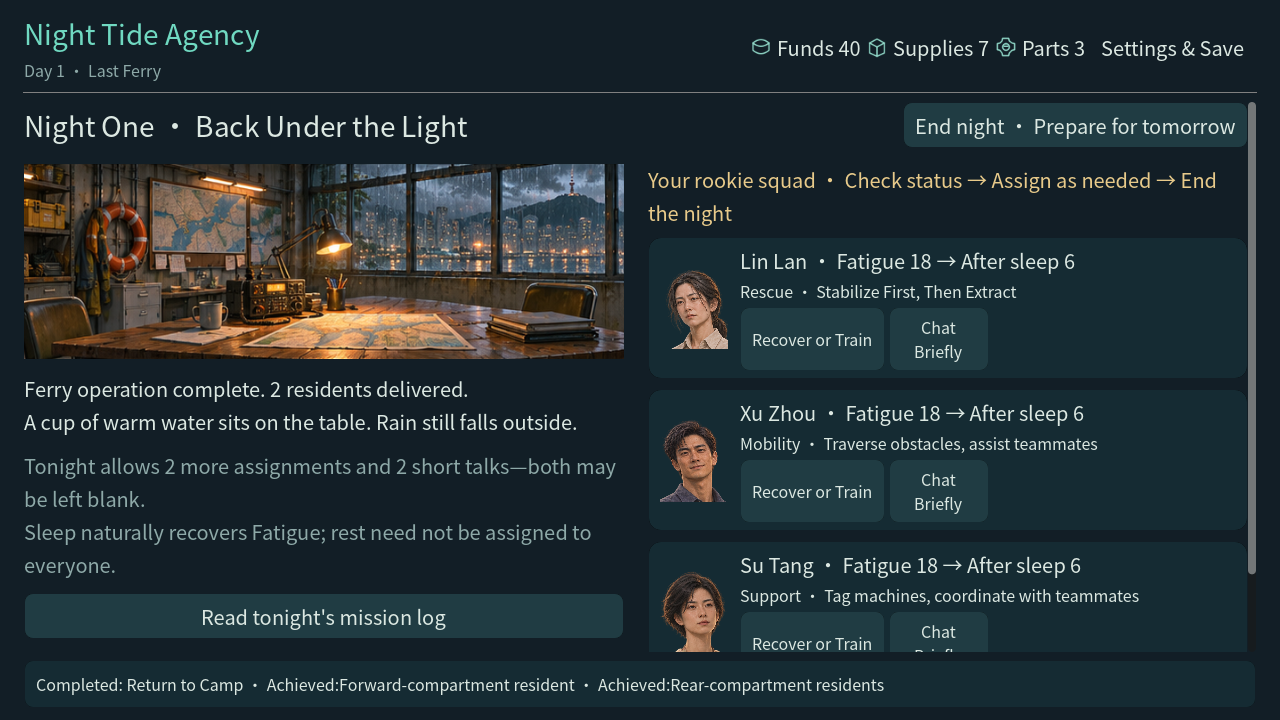 Night Tide Agency
Day 1 • Last Ferry
Funds 40
Supplies 7
Parts 3
Settings & Save
Night One • Back Under the Light
End night • Prepare for tomorrow
Your rookie squad • Check status → Assign as needed → End
the night
Lin Lan • Fatigue 18 → After sleep 6
Rescue • Stabilize First, Then Extract
Recover or Train
Chat
Briefly
Xu Zhou • Fatigue 18 → After sleep 6
Mobility • Traverse obstacles, assist teammates
Recover or Train
Chat
Briefly
Su Tang • Fatigue 18 → After sleep 6
Support • Tag machines, coordinate with teammates
Recover or Train
Chat
Briefly
Ferry operation complete. 2 residents delivered.
A cup of warm water sits on the table. Rain still falls outside.
Tonight allows 2 more assignments and 2 short talks—both may
be left blank.
Sleep naturally recovers Fatigue; rest need not be assigned to
everyone.
Read tonight's mission log
Completed: Return to Camp • Achieved:Forward-compartment resident • Achieved:Rear-compartment residents